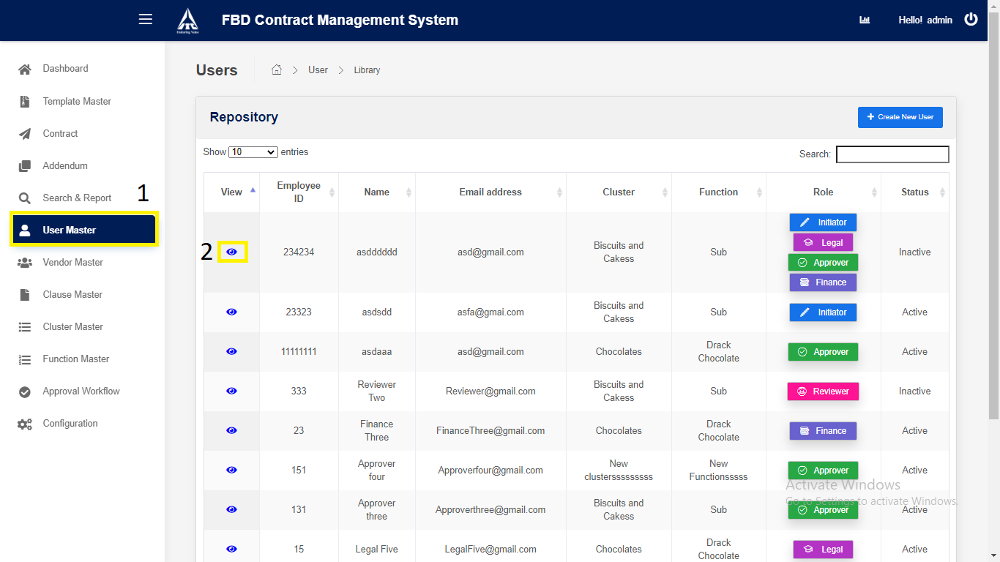 FBD Contract Management System
Hello! admin
Enduring Value
Dashboard
Template Master
Contract
Addendum
Search & Report
1
User Master
Vendor Master
Clause Master
Cluster Master
Function Master
Approval Workflow
Configuration
Users
User
Library
Repository
Create New User
Show 10 entries
Search:
View
Employee
ID
Name
Email address
Cluster
Function
Role
Status
2
234234
asdddddd
asd@gmail.com
Biscuits and
Cakess
Sub
Initiator
Legal
Approver
Finance
Inactive
23323
asdsdd
asfa@gmai.com
Biscuits and
Cakess
Sub
Initiator
Active
11111111
asdaaa
asd@gmail.com
Chocolates
Drack
Chocolate
Approver
Active
333
Reviewer
Two
Reviewer@gmail.com
Biscuits and
Cakess
Sub
Reviewer
Inactive
23
Finance
Three
FinanceThree@gmail.com
Chocolates
Drack
Chocolate
Finance
Active
151
Approver
four
Approverfour@gmail.com
New
clusterssssssssss
New
Functionsssss
Approver
Active
131
Approver
three
Approverthree@gmail.com
Biscuits and
Cakess
Sub
Approver
Active
15
Legal Five
LegalFive@gmail.com
Chocolates
Drack
Chocolate
Legal
Active
Activate Windows
Go to Settings to activate Windows.